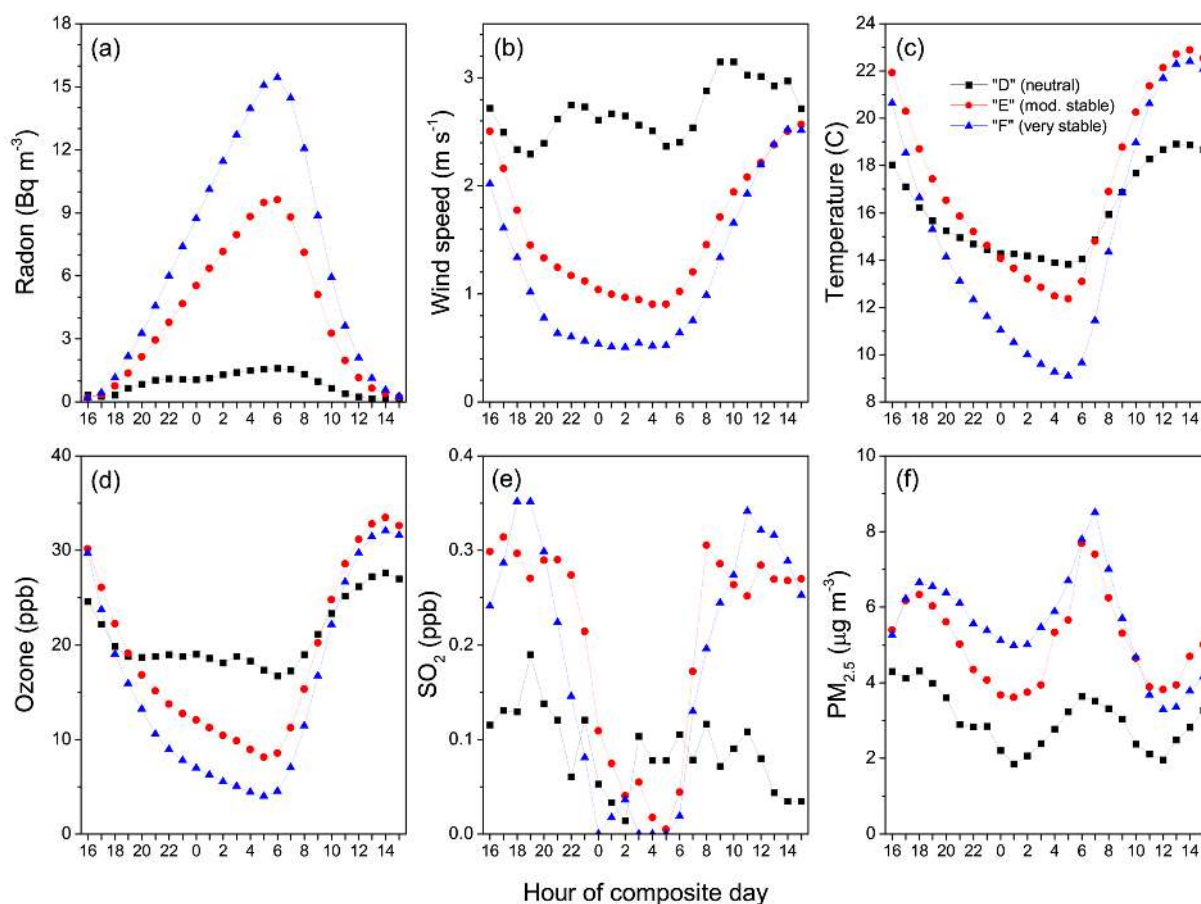 (a)
Radon (Bq m⁻³)
18
15
12
9
6
3
0
16 18 20 22 0 2 4 6 8 10 12 14
(b)
Wind speed (m s⁻¹)
3
2
1
0
16 18 20 22 0 2 4 6 8 10 12 14
(c)
"D" (neutral)
"E" (mod. stable)
"F" (very stable)
Temperature (C)
24
22
20
18
16
14
12
10
8
16 18 20 22 0 2 4 6 8 10 12 14
(d)
Ozone (ppb)
40
30
20
10
0
16 18 20 22 0 2 4 6 8 10 12 14
(e)
SO₂ (ppb)
0.4
0.3
0.2
0.1
0.0
16 18 20 22 0 2 4 6 8 10 12 14
(f)
PM₂.₅ (µg m⁻³)
10
8
6
4
2
0
16 18 20 22 0 2 4 6 8 10 12 14
Hour of composite day